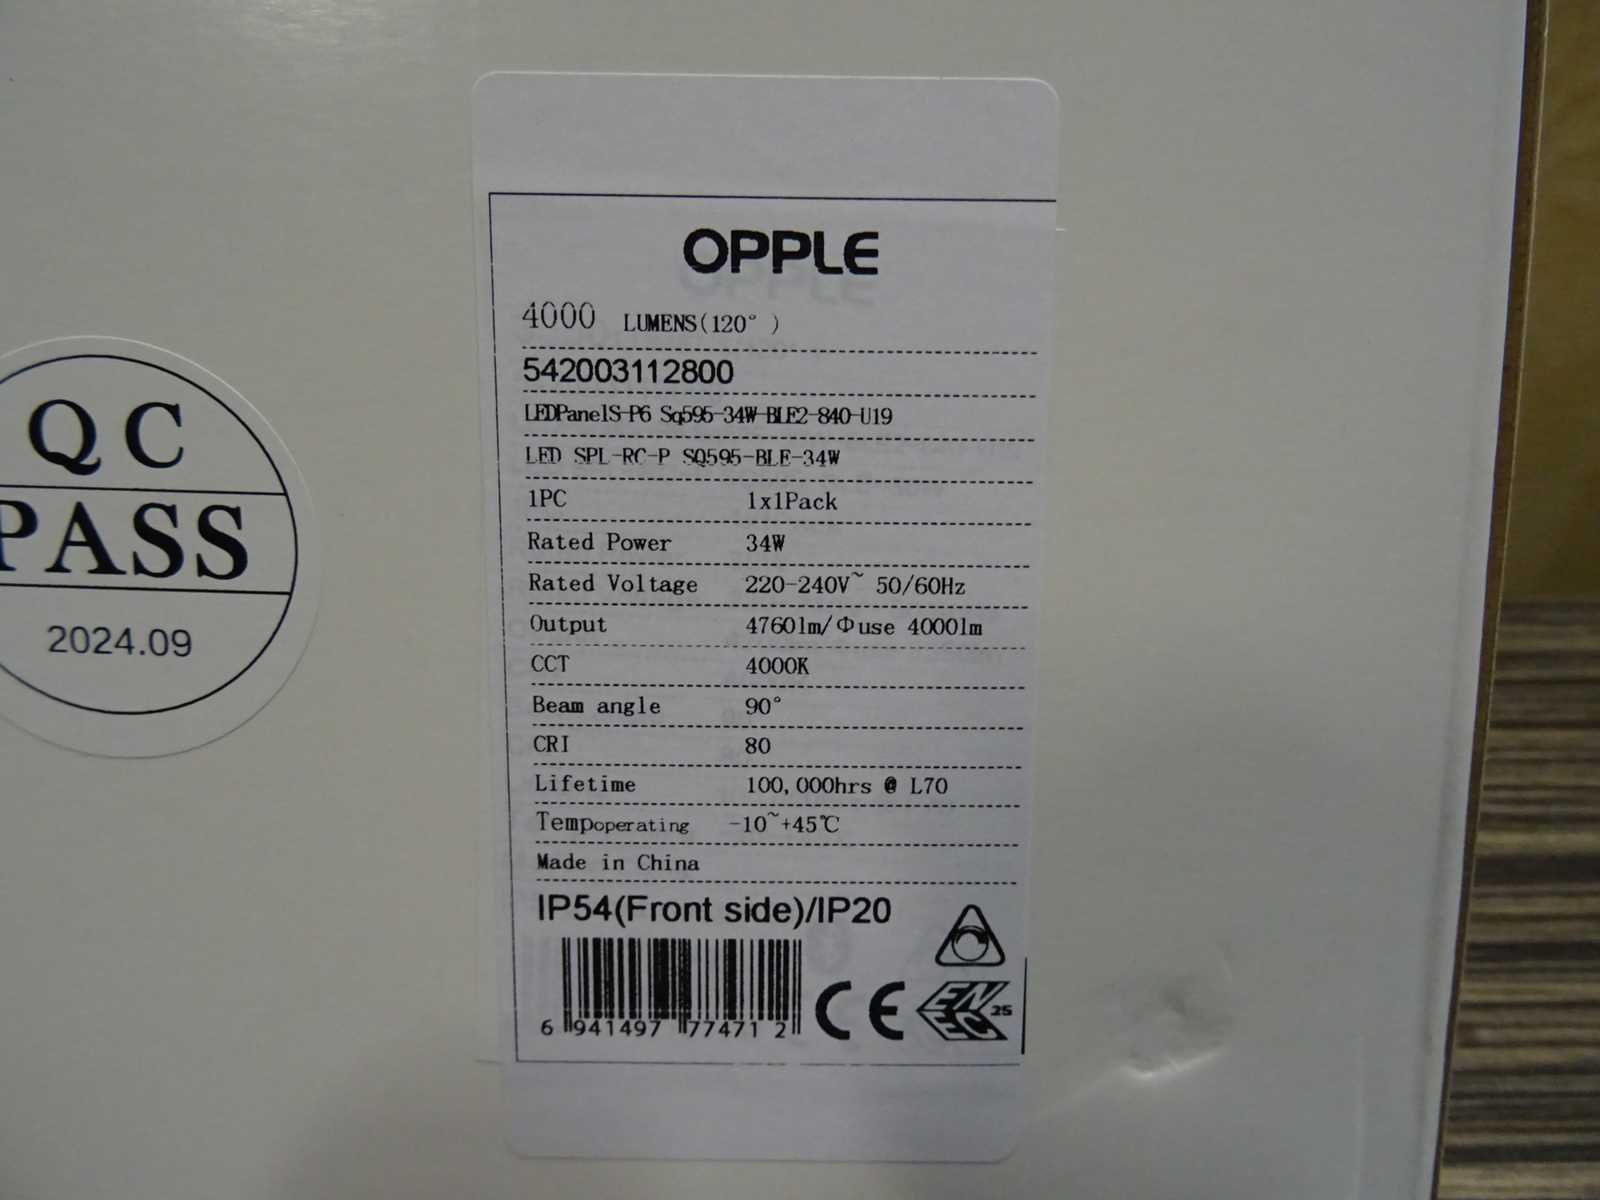 OPPLE
4000 LUMENS(120°)
542003112800
LEDPanelS-P6 Sq595-34W-BLE2-840-U19
LED SPL-RC-P SQ595-BLE-34W
1PC 1x1Pack
Rated Power 34W
Rated Voltage 220-240V~ 50/60Hz
Output 4760lm/Φuse 4000lm
CCT 4000K
Beam angle 90°
CRI 80
Lifetime 100,000hrs @ L70
Tempoperating -10~+45℃
Made in China
IP54(Front side)/IP20
6 941497 774712
CE
ENEC 25
QC
PASS
2024.09